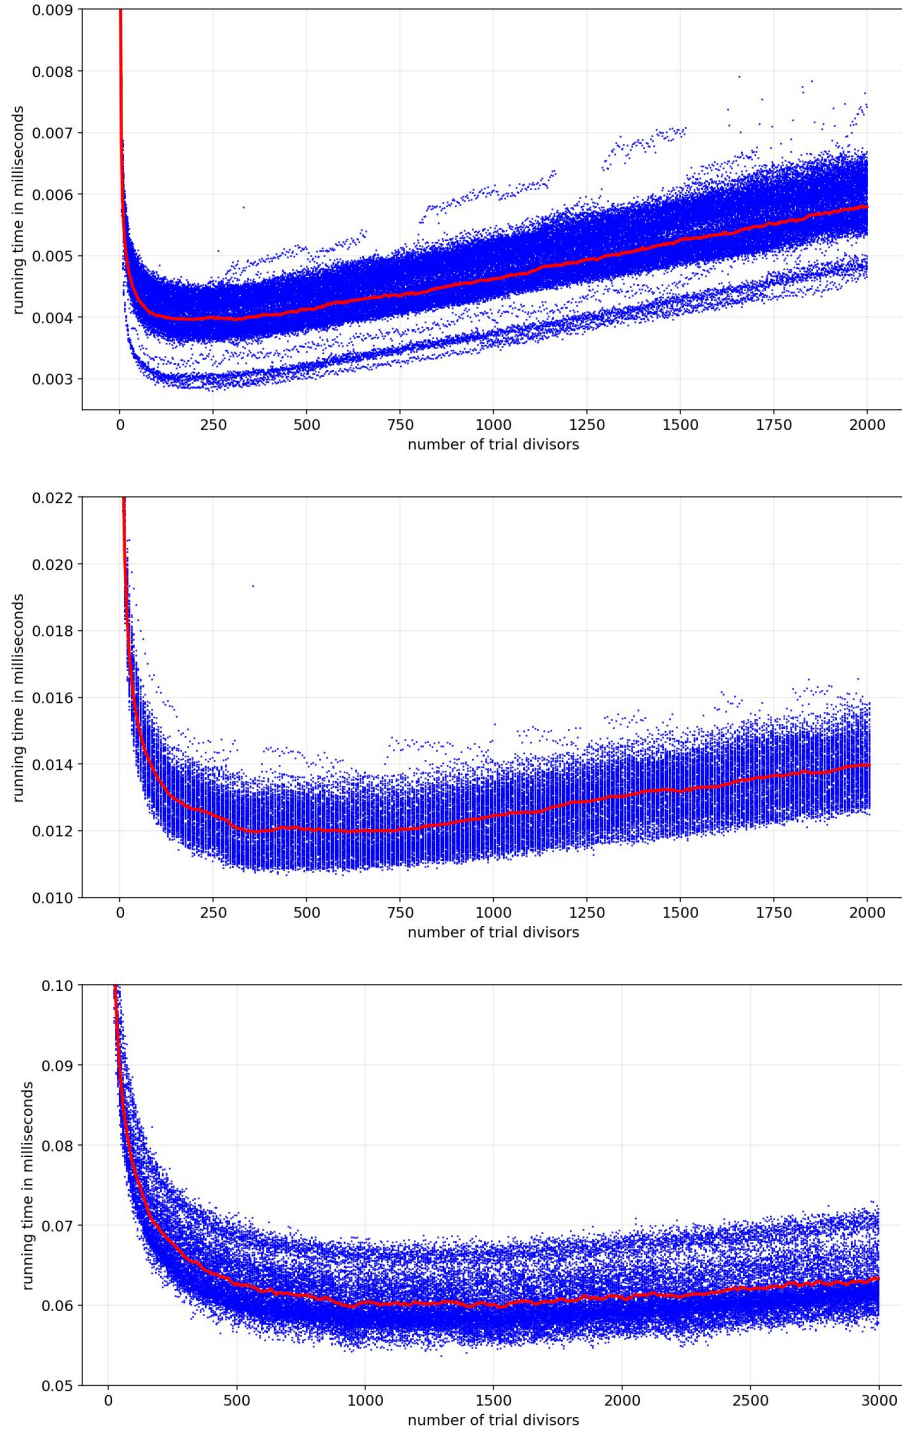 0.009
0.008
0.007
0.006
0.005
0.004
0.003
running time in milliseconds
0 250 500 750 1000 1250 1500 1750 2000
number of trial divisors
0.022
0.020
0.018
0.016
0.014
0.012
0.010
running time in milliseconds
0 250 500 750 1000 1250 1500 1750 2000
number of trial divisors
0.10
0.09
0.08
0.07
0.06
0.05
running time in milliseconds
0 500 1000 1500 2000 2500 3000
number of trial divisors